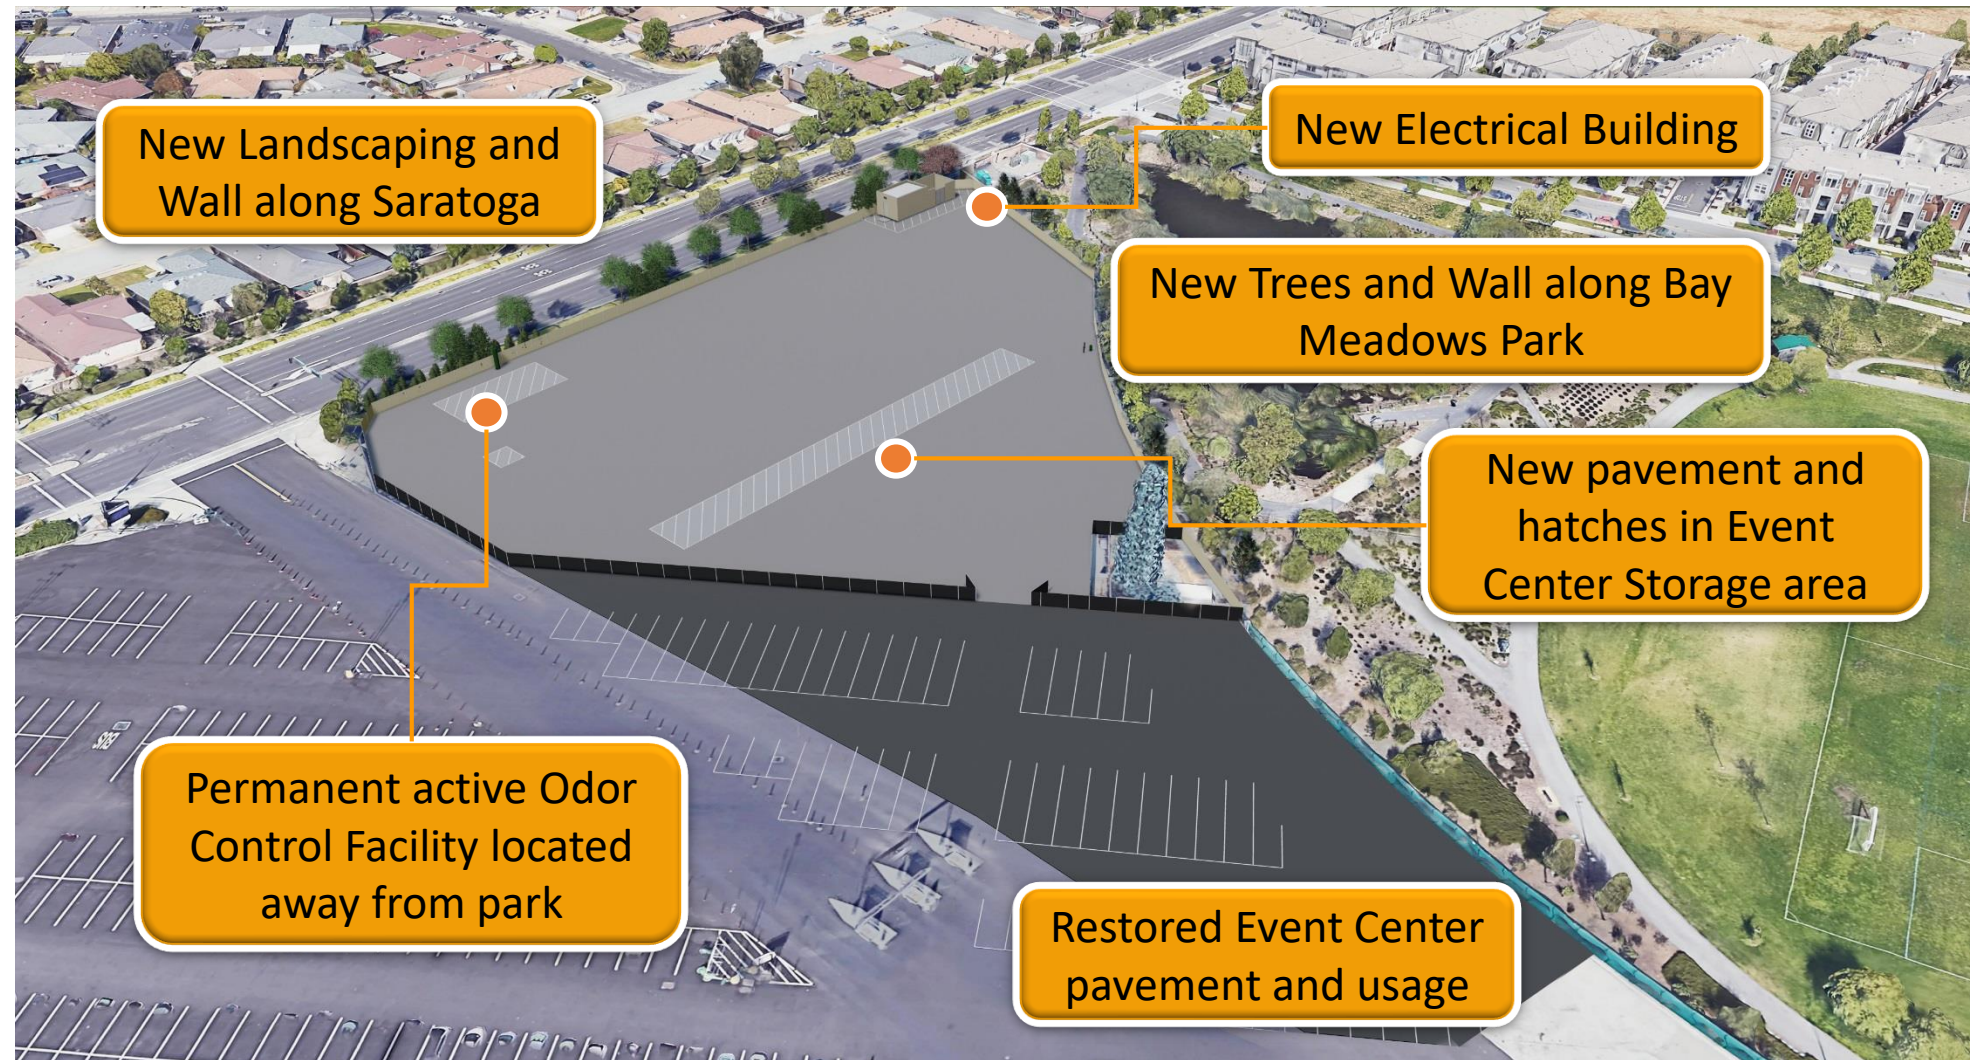 New Landscaping and
Wall along Saratoga
New Electrical Building
New Trees and Wall along Bay
Meadows Park
New pavement and
hatches in Event
Center Storage area
Permanent active Odor
Control Facility located
away from park
Restored Event Center
pavement and usage
BUS